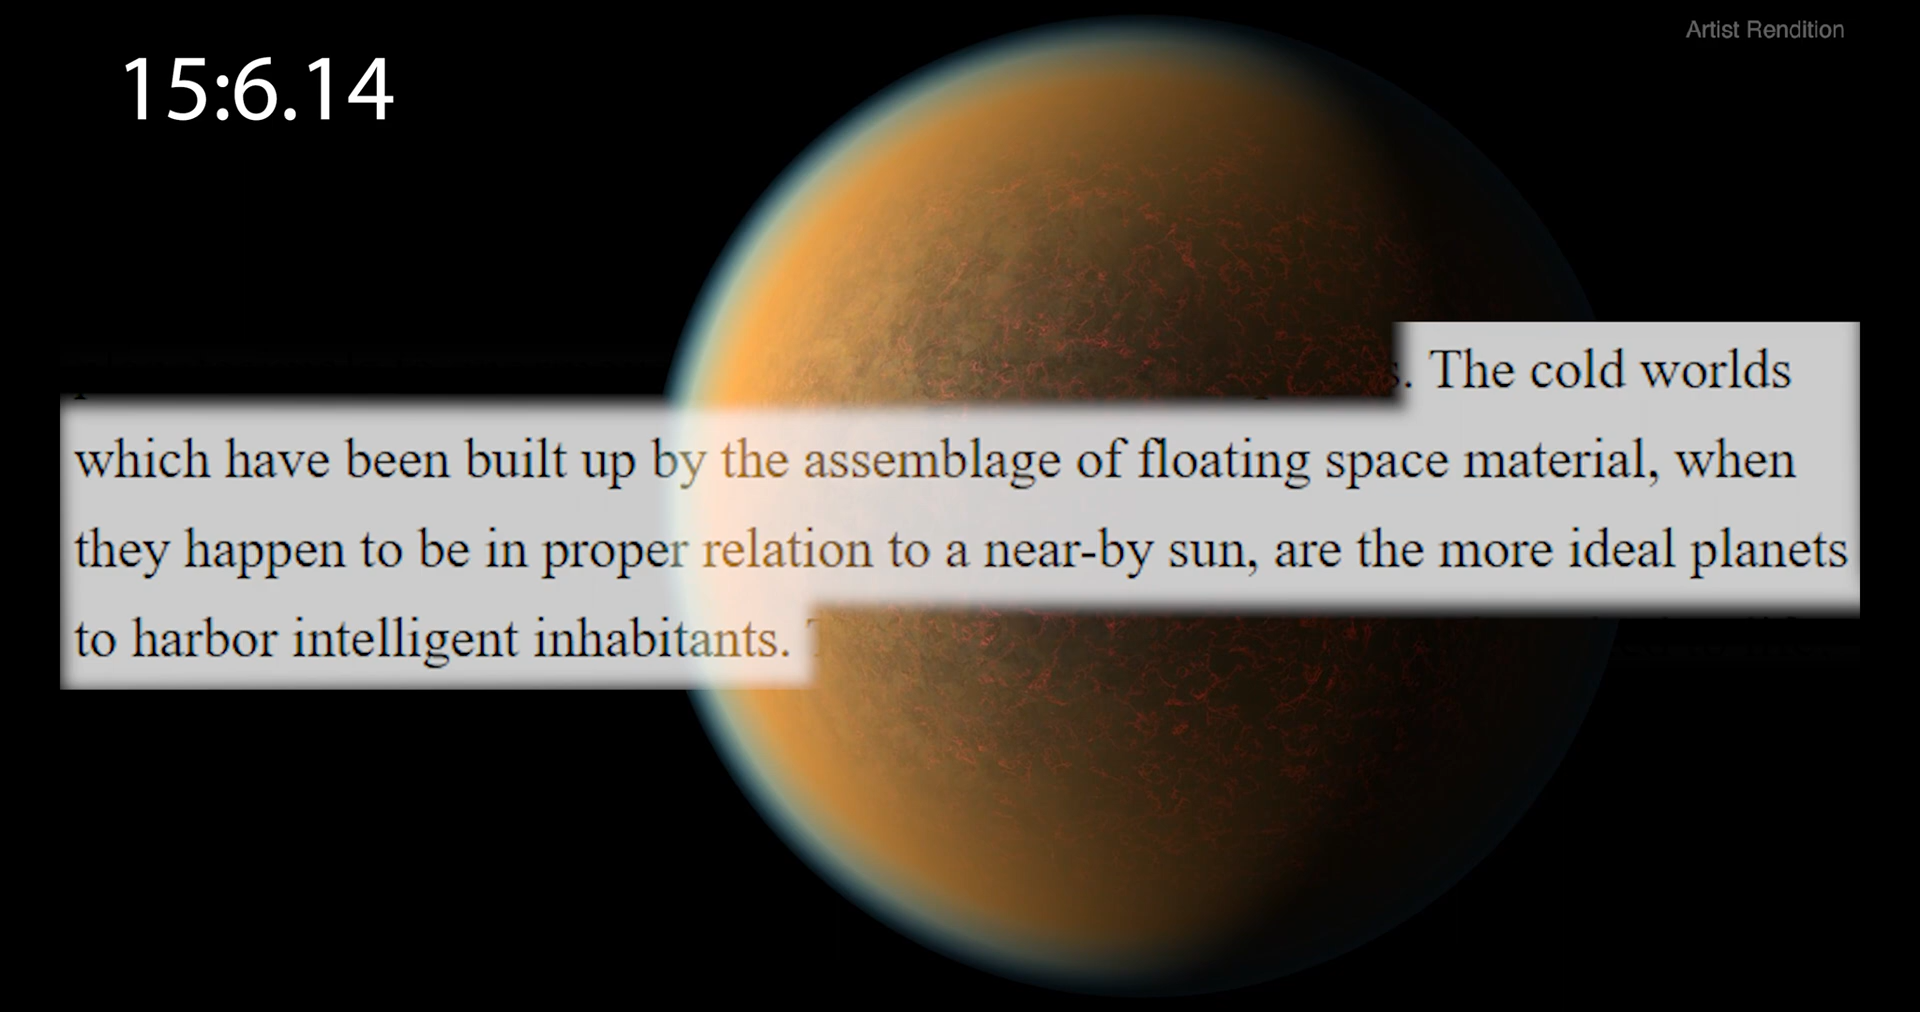 Artist Rendition
15:6.14
. The cold worlds
which have been built up by the assemblage of floating space material, when
they happen to be in proper relation to a near-by sun, are the more ideal planets
to harbor intelligent inhabitants.